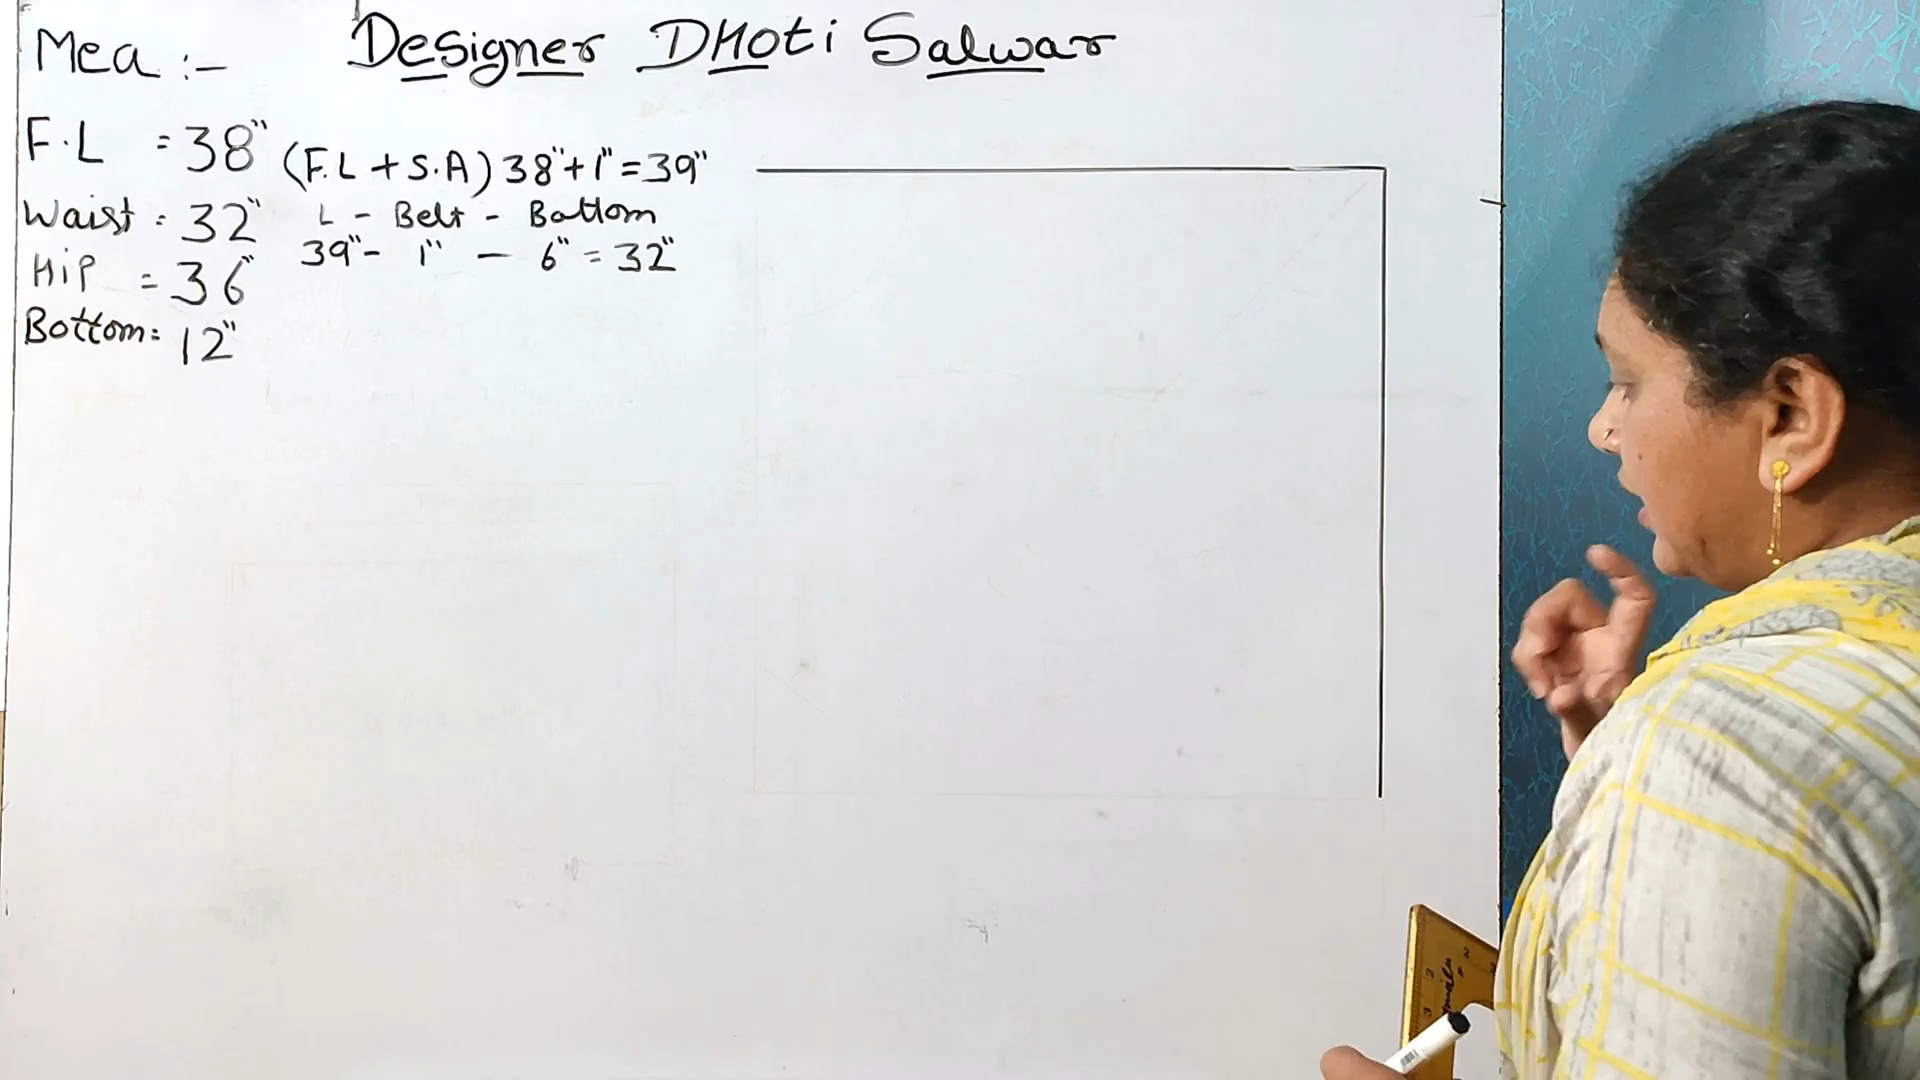 Mea :- Designer DHoti Salwar
F.L = 38" (F.L + S.A) 38"+1"=39"
Waist = 32" L - Belt - Bottom
39" - 1" - 6" = 32"
Hip = 36"
Bottom = 12"